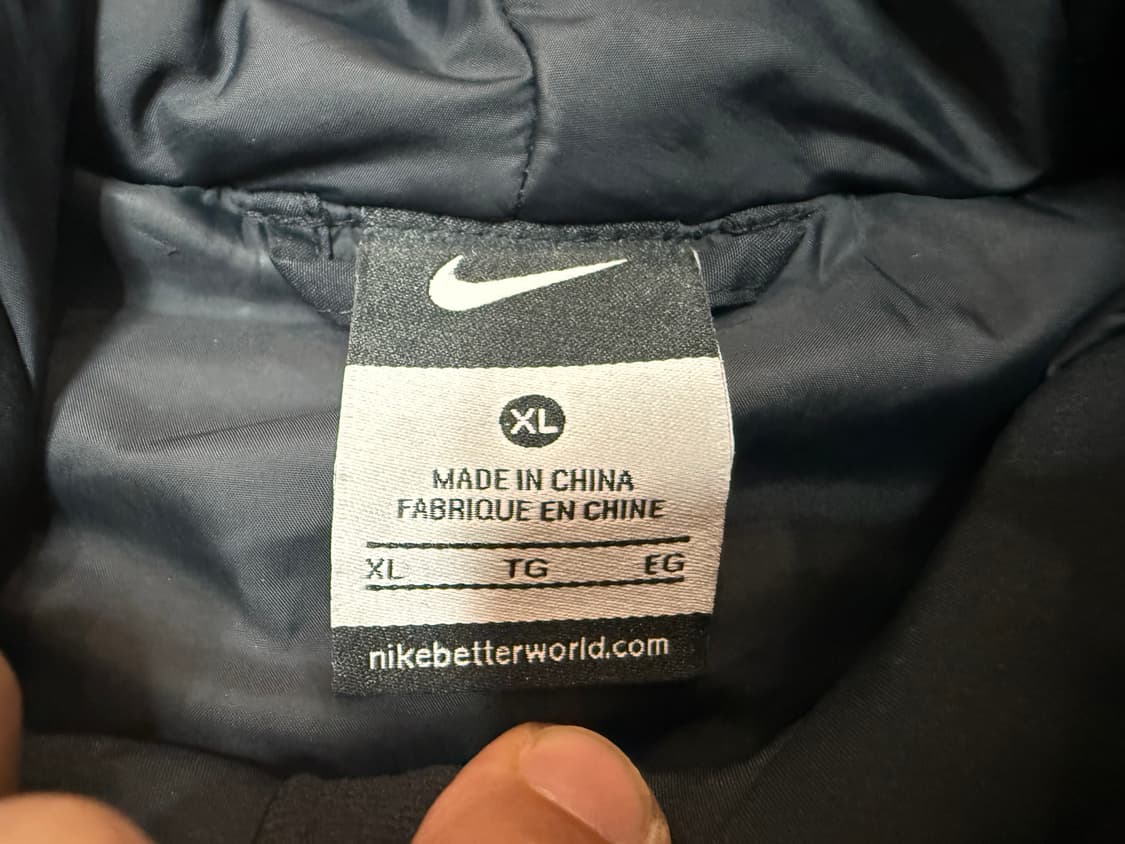 XL
MADE IN CHINA
FABRIQUE EN CHINE
XL TG EG
nikebetterworld.com